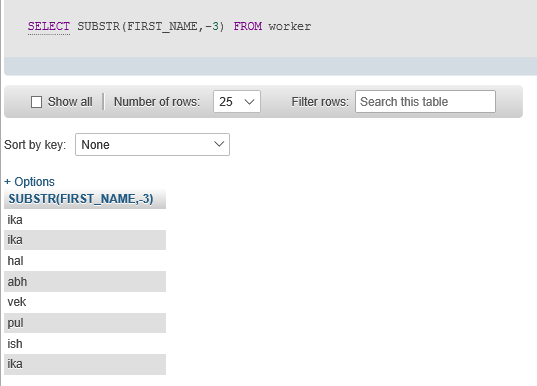 SELECT SUBSTR(FIRST_NAME,-3) FROM worker
Show all Number of rows: 25 Filter rows: Search this table
Sort by key: None
+ Options
SUBSTR(FIRST_NAME,-3)
ika
ika
hal
abh
vek
pul
ish
ika